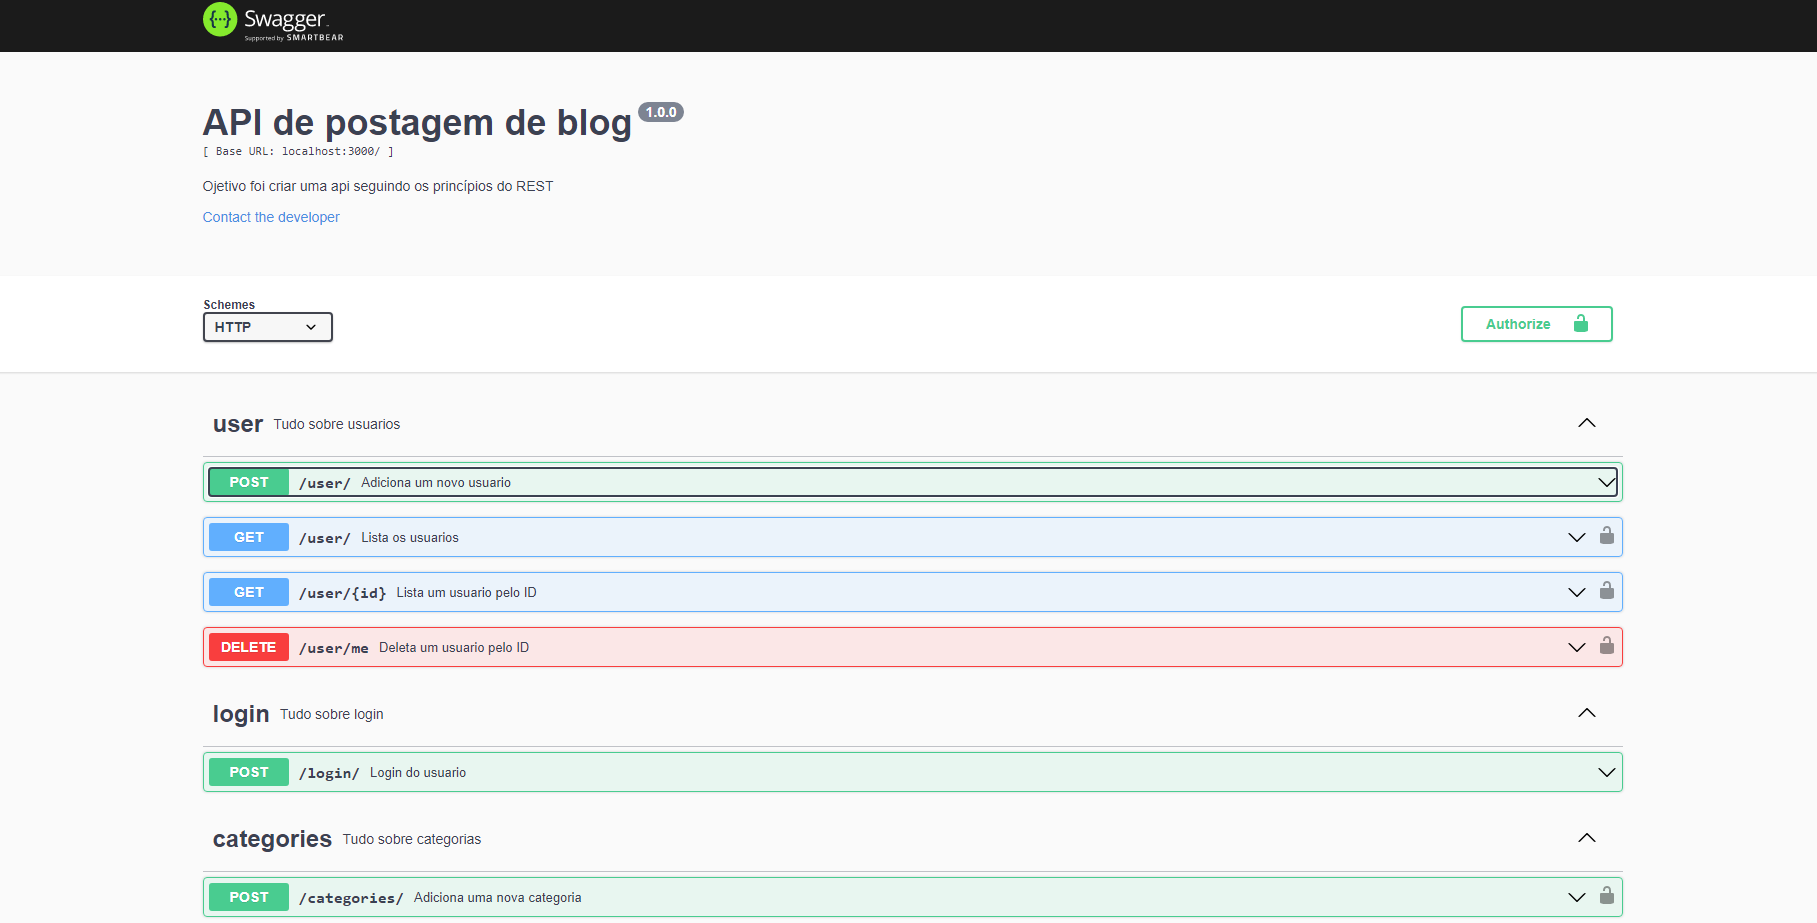 {···} Swagger
Supported by SMARTBEAR
API de postagem de blog 1.0.0
[ Base URL: localhost:3000/ ]
Ojetivo foi criar uma api seguindo os princípios do REST
Contact the developer
Schemes
HTTP
Authorize
user Tudo sobre usuarios
POST /user/ Adiciona um novo usuario
GET /user/ Lista os usuarios
GET /user/{id} Lista um usuario pelo ID
DELETE /user/me Deleta um usuario pelo ID
login Tudo sobre login
POST /login/ Login do usuario
categories Tudo sobre categorias
POST /categories/ Adiciona uma nova categoria